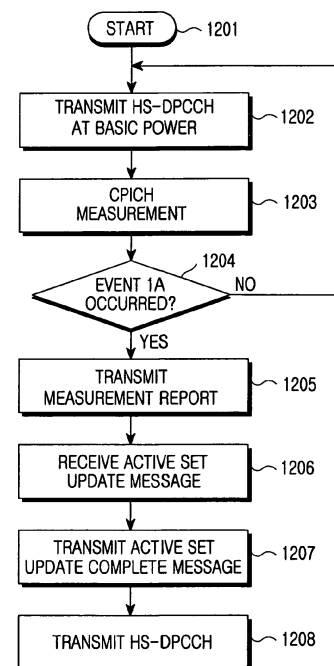 START
1201
TRANSMIT HS-DPCCH
AT BASIC POWER
1202
CPICH
MEASUREMENT
1203
1204
EVENT 1A
OCCURRED?
NO
YES
TRANSMIT
MEASUREMENT REPORT
1205
RECEIVE ACTIVE SET
UPDATE MESSAGE
1206
TRANSMIT ACTIVE SET
UPDATE COMPLETE MESSAGE
1207
TRANSMIT HS-DPCCH
1208